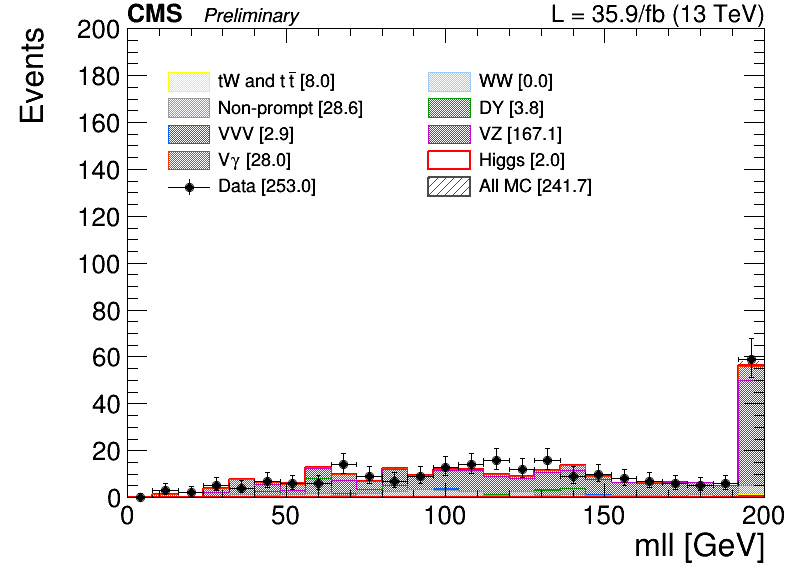 CMS Preliminary L = 35.9/fb (13 TeV)
Events
200
180
160
140
120
100
80
60
40
20
0
tW and t t̅ [8.0]
WW [0.0]
Non-prompt [28.6]
DY [3.8]
VVV [2.9]
VZ [167.1]
Vγ [28.0]
Higgs [2.0]
Data [253.0]
All MC [241.7]
0 50 100 150 200
mll [GeV]